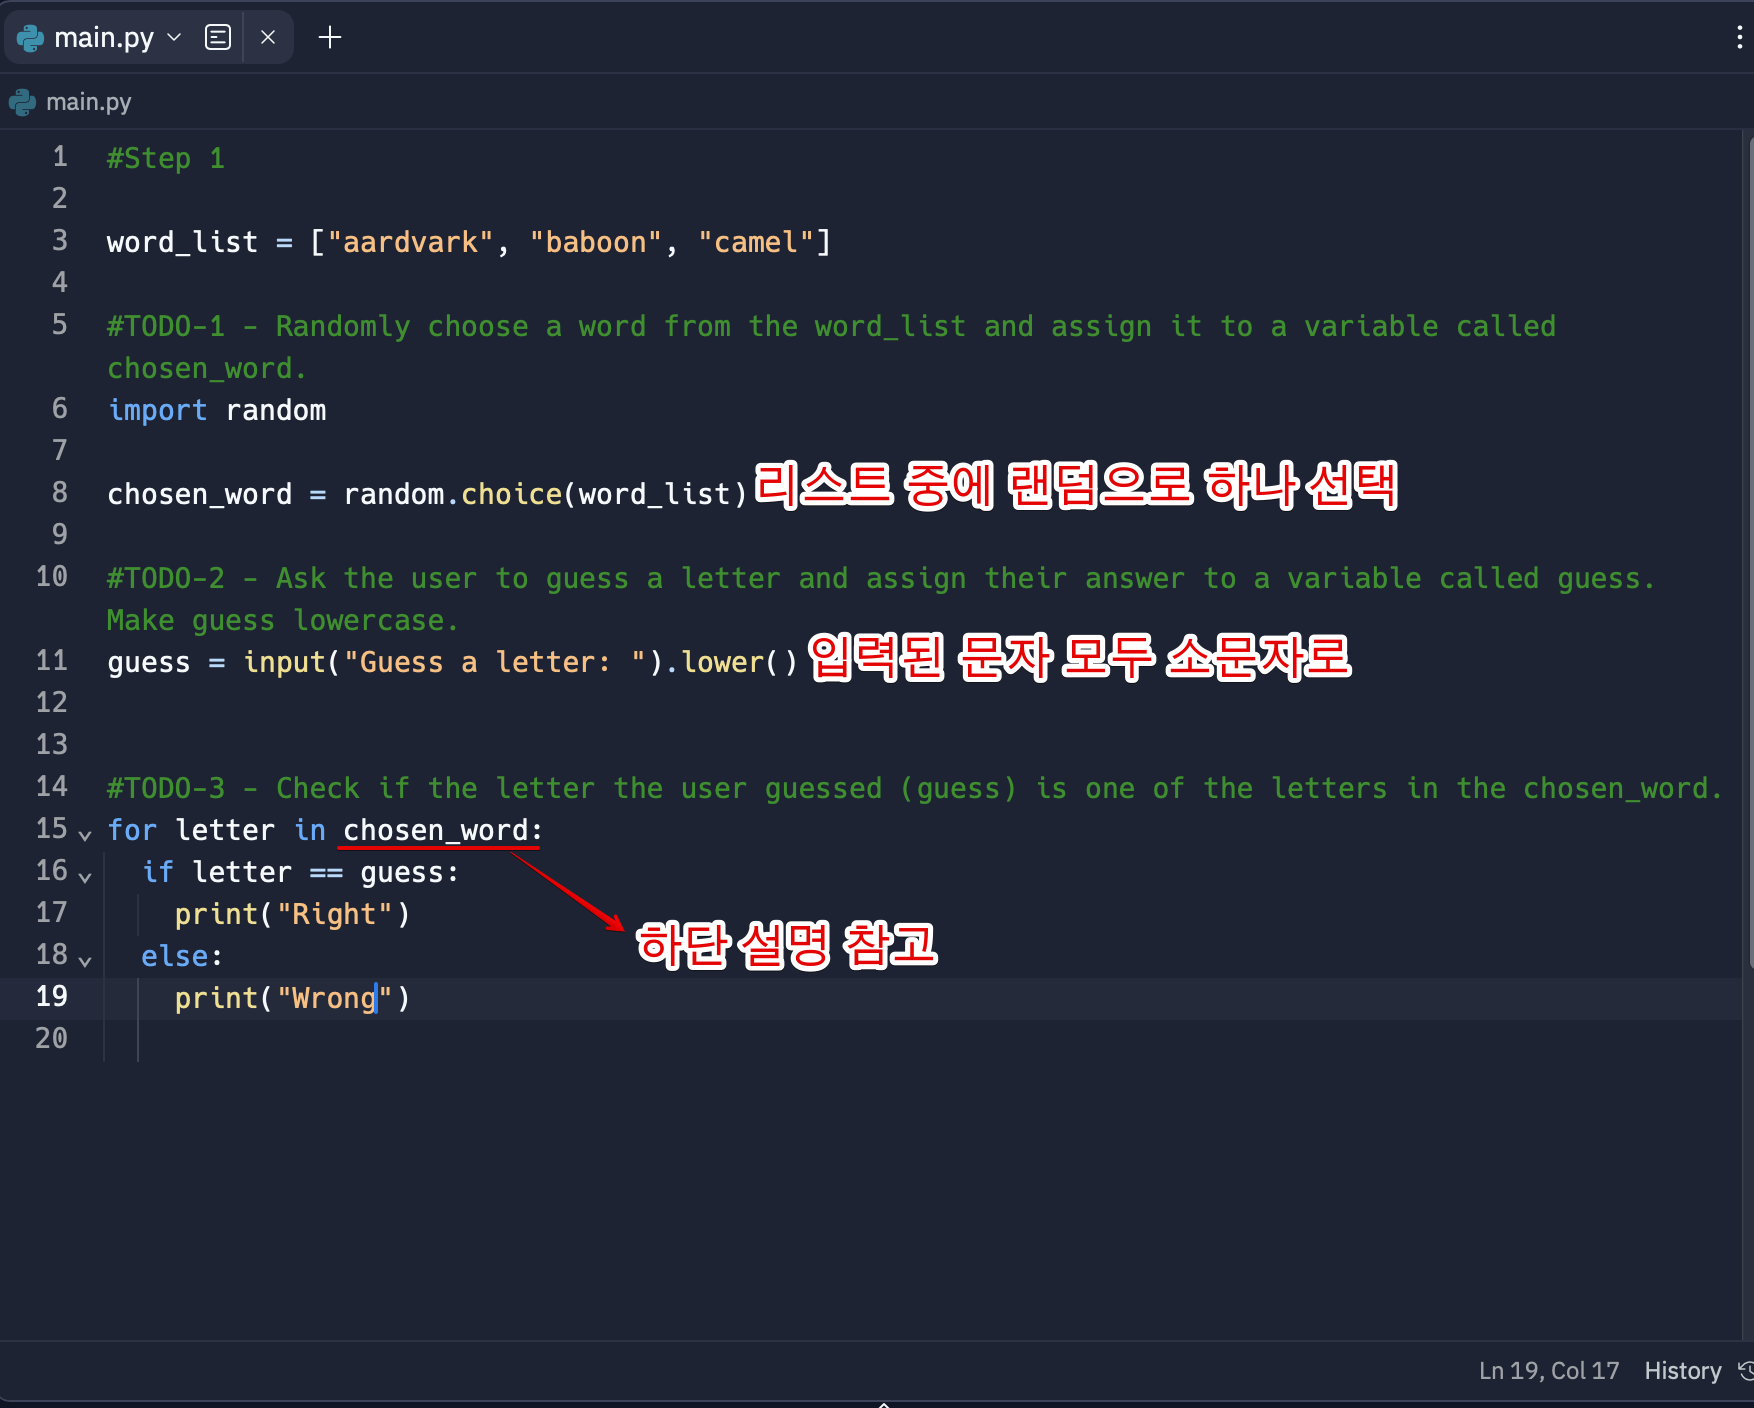 main.py
main.py
1 #Step 1
2
3 word_list = ["aardvark", "baboon", "camel"]
4
5 #TODO-1 - Randomly choose a word from the word_list and assign it to a variable called
chosen_word.
6 import random
7
8 chosen_word = random.choice(word_list) 리스트 중에 랜덤으로 하나 선택
9
10 #TODO-2 - Ask the user to guess a letter and assign their answer to a variable called guess.
Make guess lowercase.
11 guess = input("Guess a letter: ").lower() 입력된 문자 모두 소문자로
12
13
14 #TODO-3 - Check if the letter the user guessed (guess) is one of the letters in the chosen_word.
15 for letter in chosen_word:
16 if letter == guess:
17 print("Right")
하단 설명 참고
18 else:
19 print("Wrong")
20
Ln 19, Col 17 History